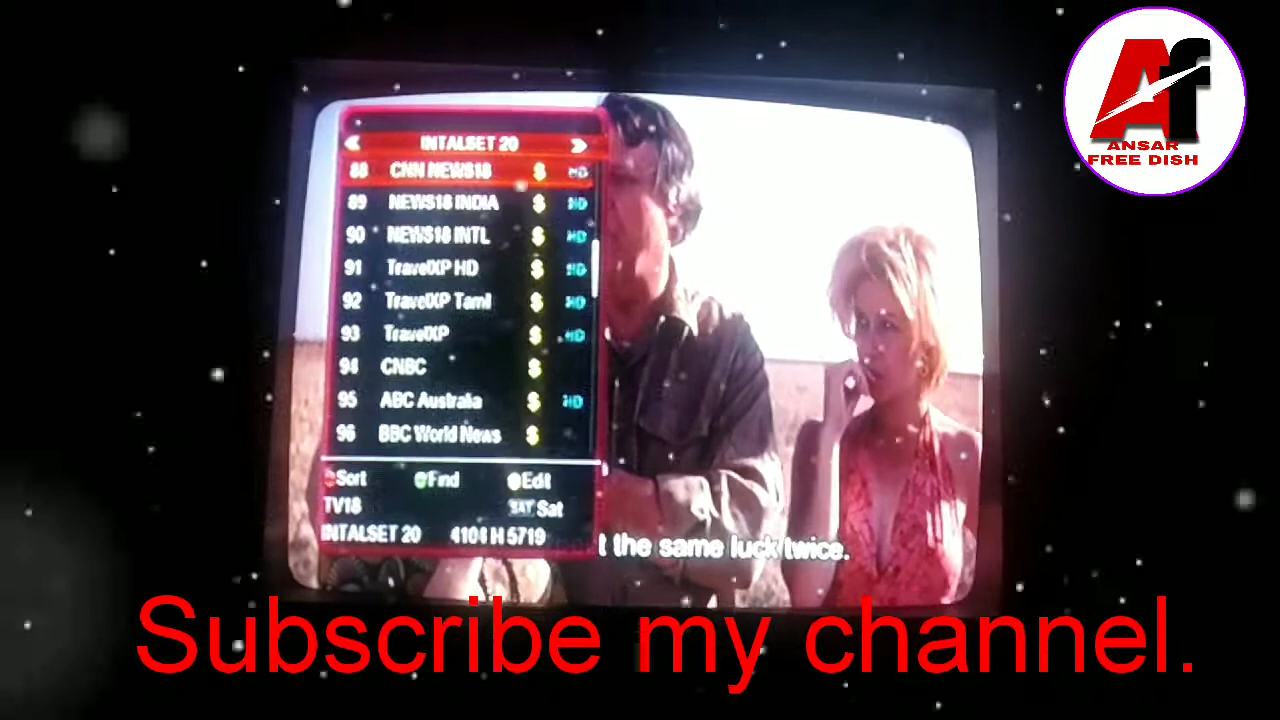 Af
ANSAR
FREE DISH
INTALSET 20
88 CNN NEWS18 $ HD
89 NEWS18 INDIA $ HD
90 NEWS18 INTL $ HD
91 TravelXP HD $ HD
92 TravelXP Tamil $ HD
93 TravelXP $ HD
94 CNBC $
95 ABC Australia $ HD
96 BBC World News $
Sort Find Edit
TV18 SAT Sat
INTALSET 20 4104 H 5719
t the same luck twice.
Subscribe my channel.